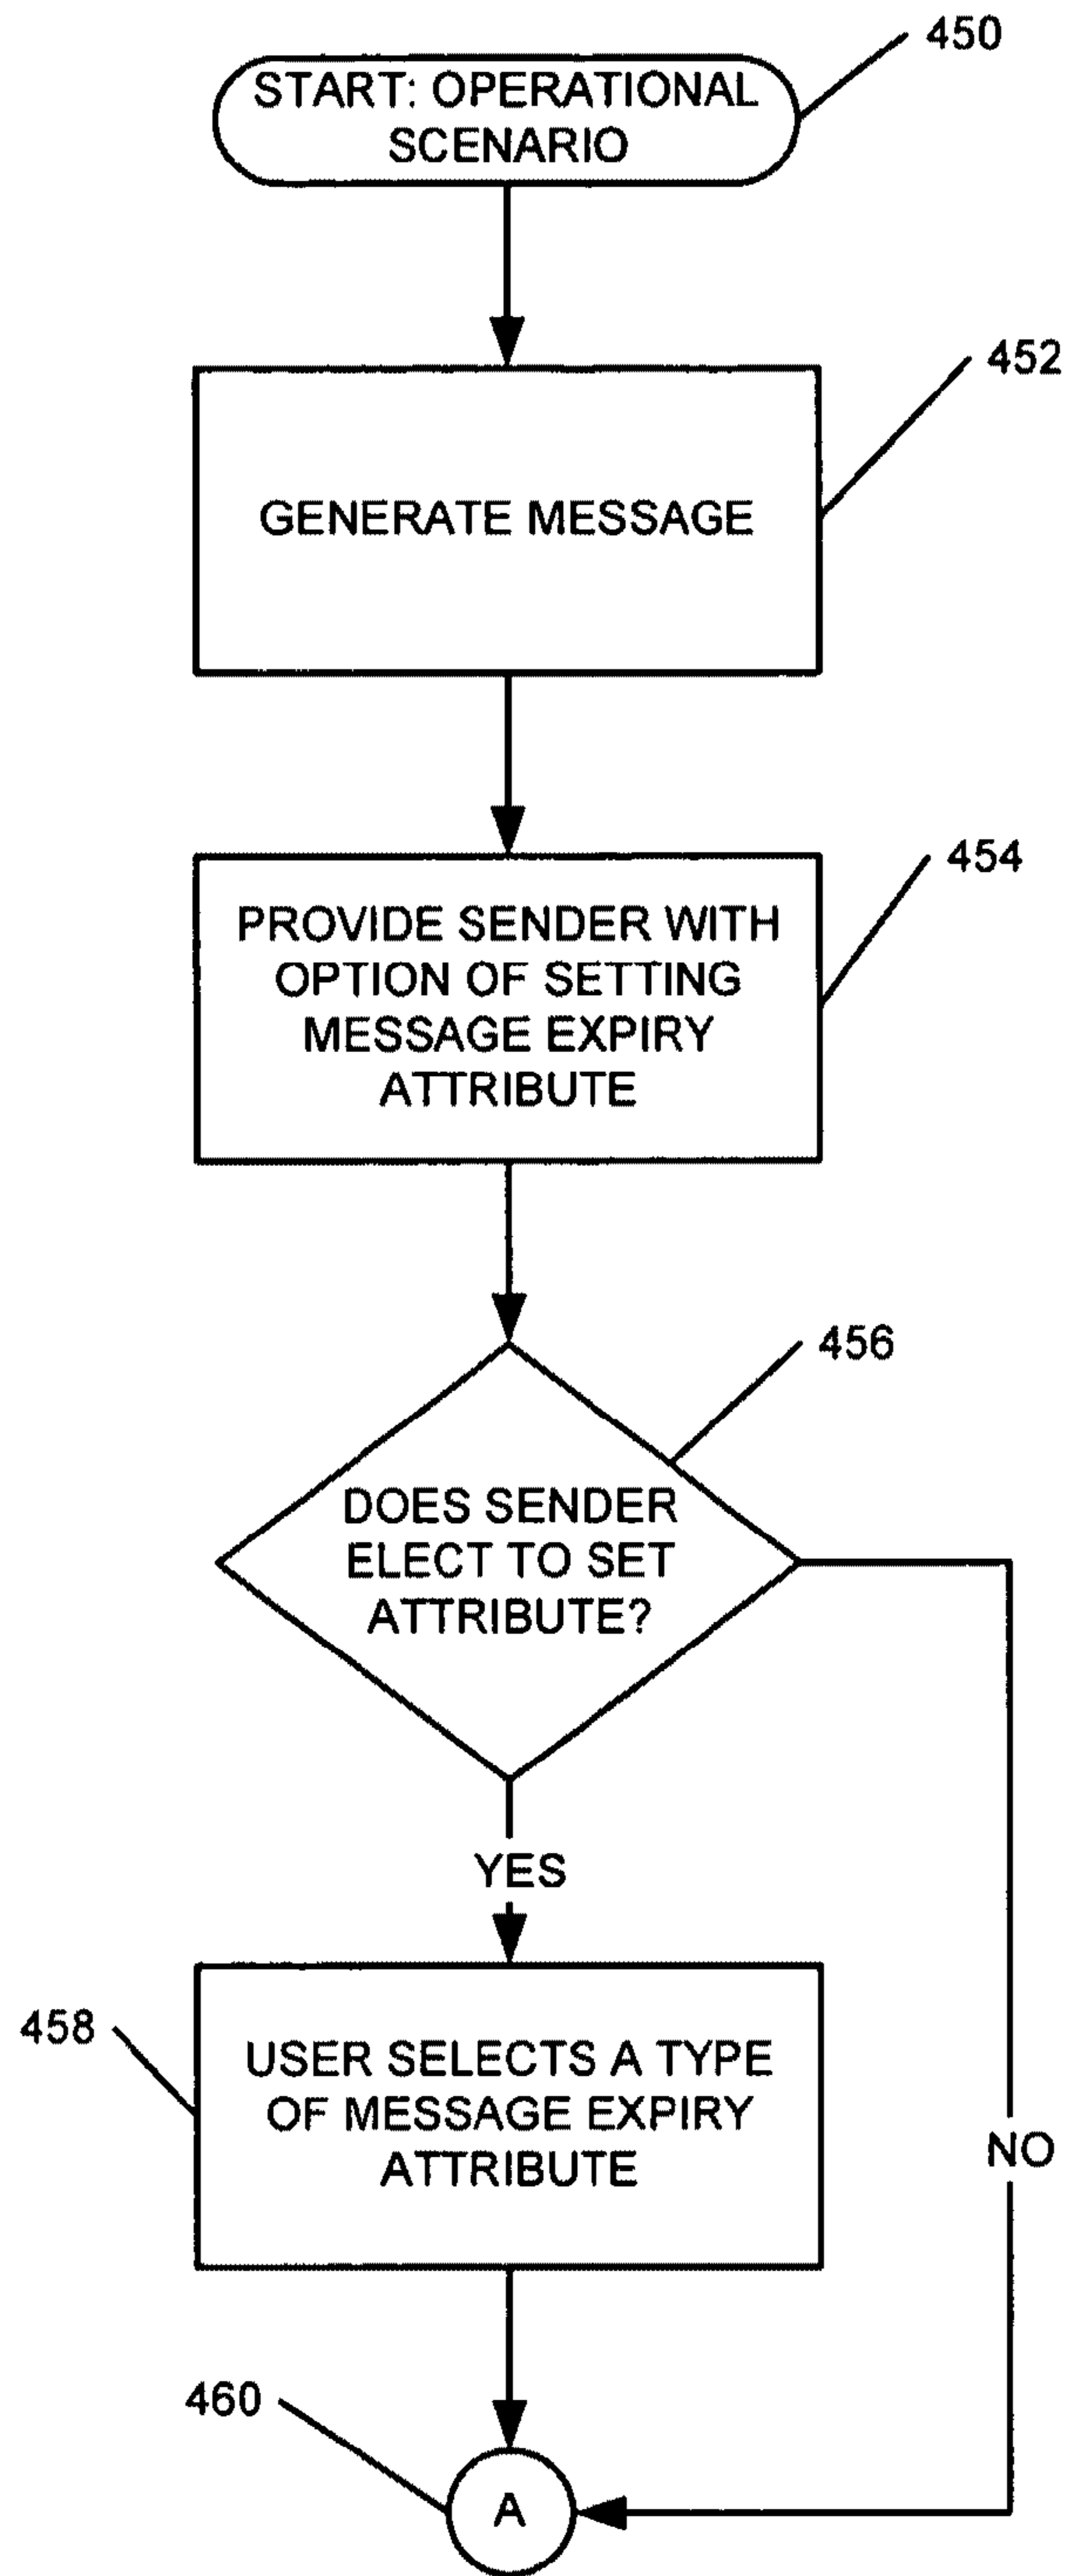 450
START: OPERATIONAL
SCENARIO
452
GENERATE MESSAGE
454
PROVIDE SENDER WITH
OPTION OF SETTING
MESSAGE EXPIRY
ATTRIBUTE
456
DOES SENDER
ELECT TO SET
ATTRIBUTE?
YES
458
USER SELECTS A TYPE
OF MESSAGE EXPIRY
ATTRIBUTE
NO
460
A